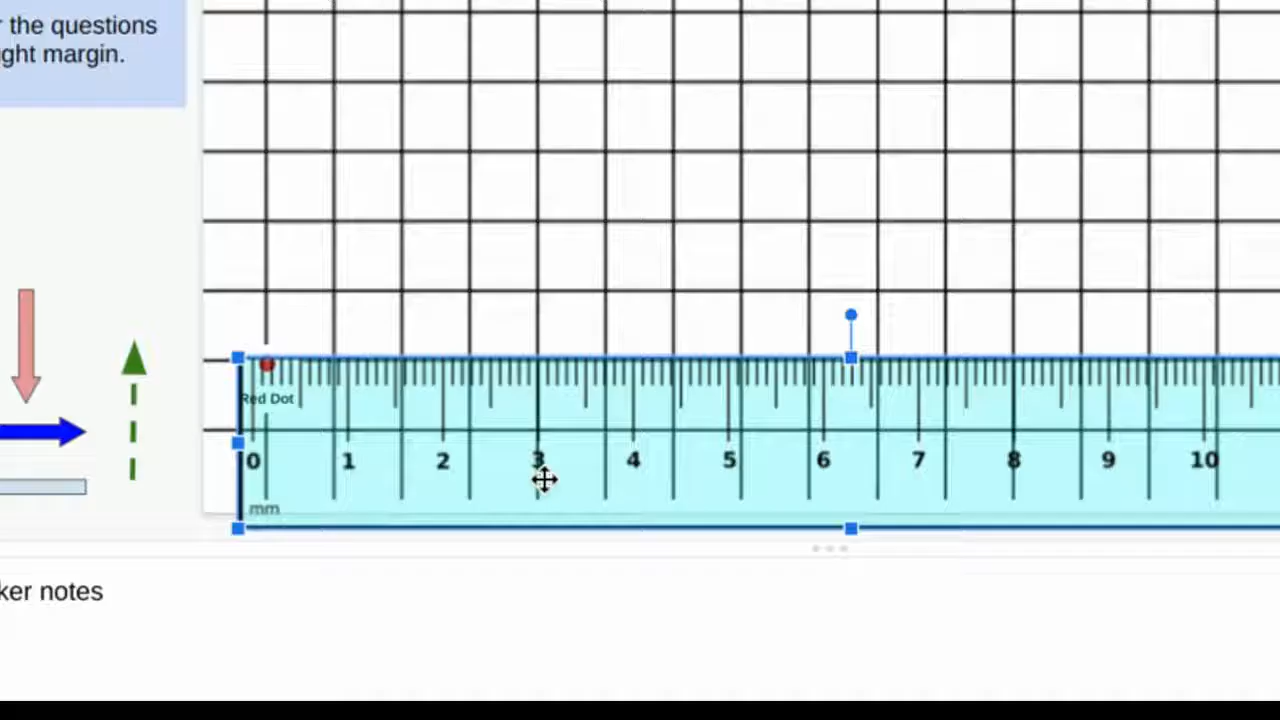 r the questions
ght margin.
Red Dot
0 1 2 3 4 5 6 7 8 9 10
mm
ker notes